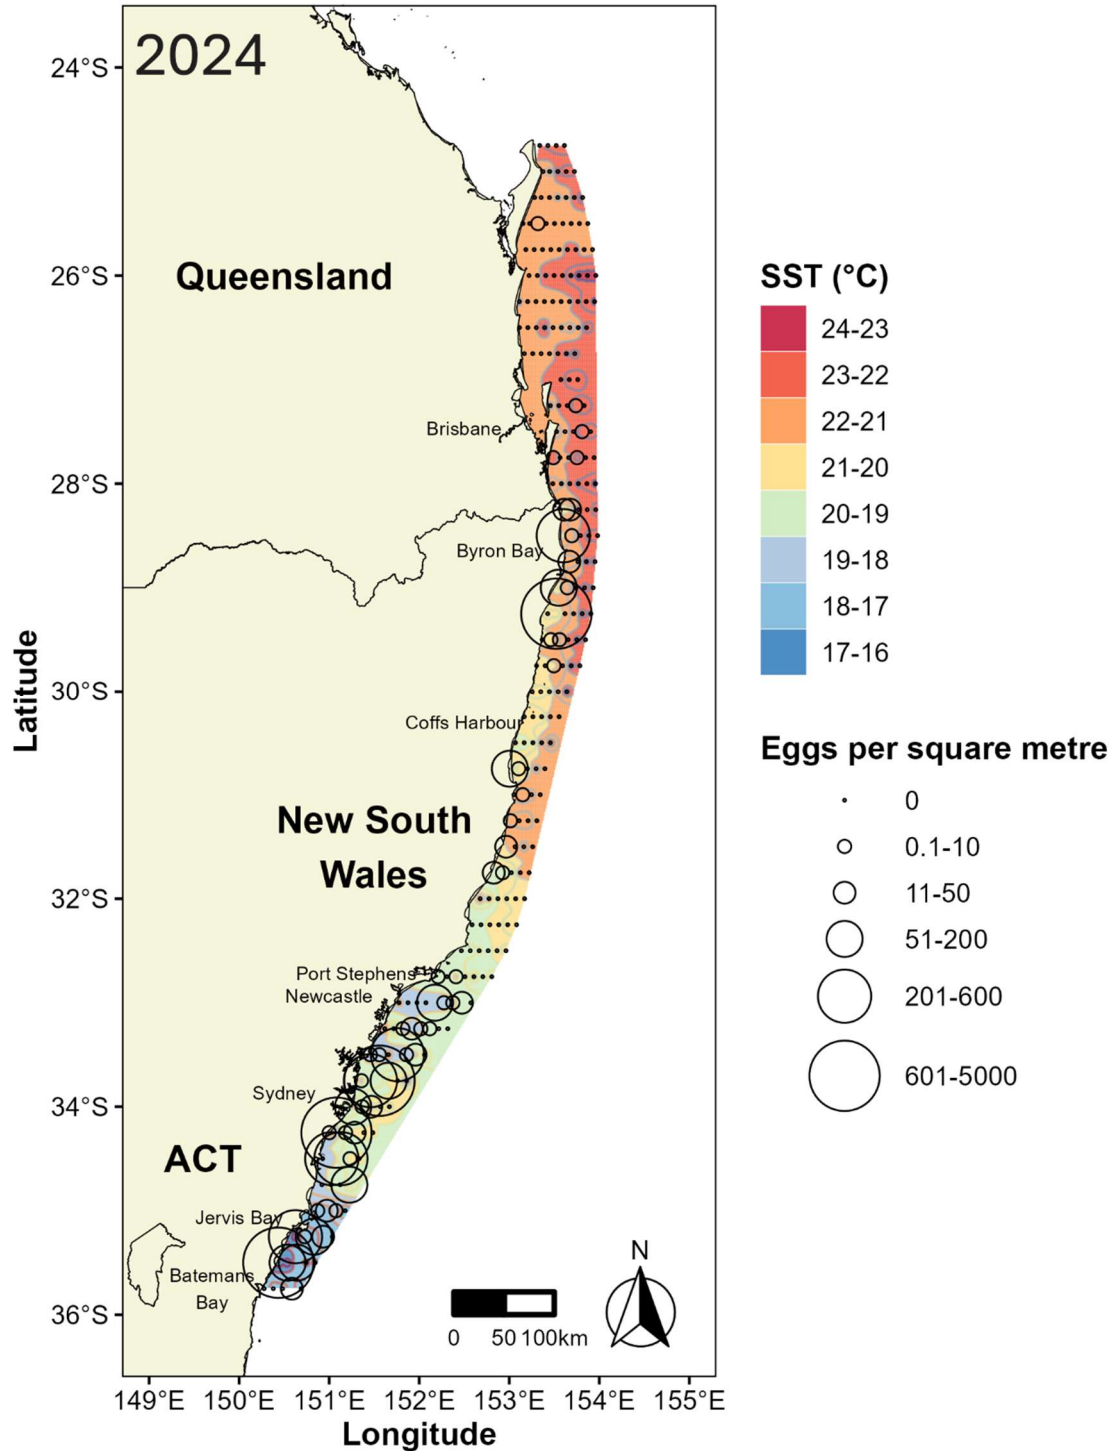 2024
24°S
26°S
28°S
30°S
32°S
34°S
36°S
Latitude
Queensland
Brisbane
Byron Bay
Coffs Harbour
New South
Wales
Port Stephens
Newcastle
Sydney
ACT
Jervis Bay
Batemans
Bay
N
0 50 100km
149°E 150°E 151°E 152°E 153°E 154°E 155°E
Longitude
SST (°C)
24-23
23-22
22-21
21-20
20-19
19-18
18-17
17-16
Eggs per square metre
0
0.1-10
11-50
51-200
201-600
601-5000